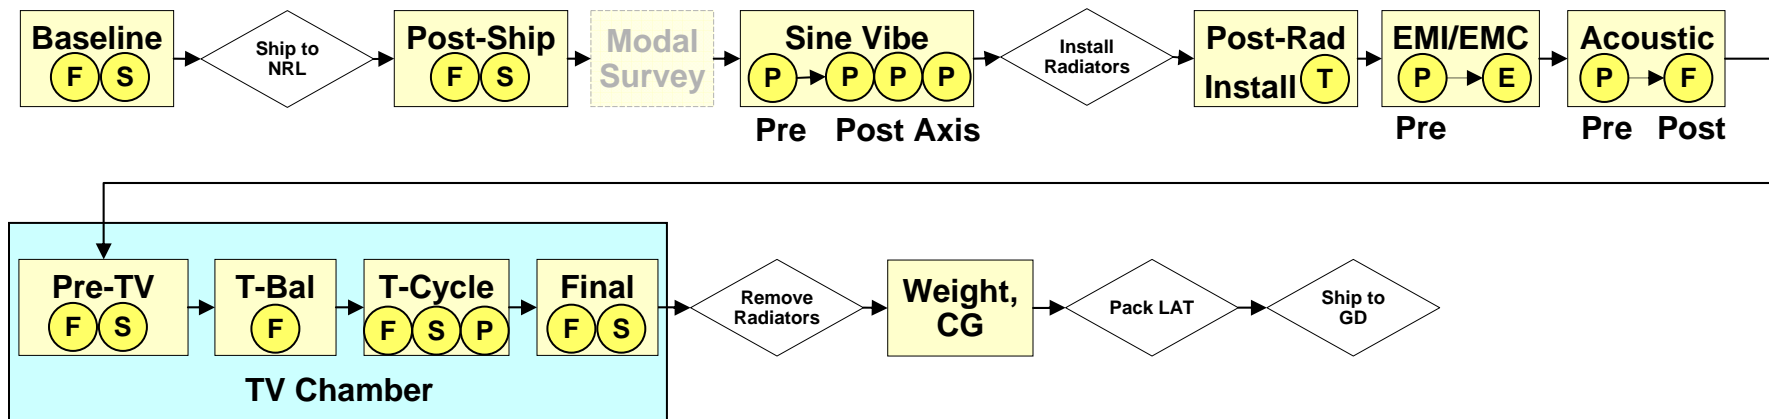 Baseline
F S
Ship to
NRL
Post-Ship
F S
Modal
Survey
Sine Vibe
P P P P
Pre Post Axis
Install
Radiators
Post-Rad
Install T
EMI/EMC
P E
Pre
Acoustic
P F
Pre Post
Pre-TV
F S
T-Bal
F
T-Cycle
F S P
Final
F S
TV Chamber
Remove
Radiators
Weight,
CG
Pack LAT
Ship to
GD